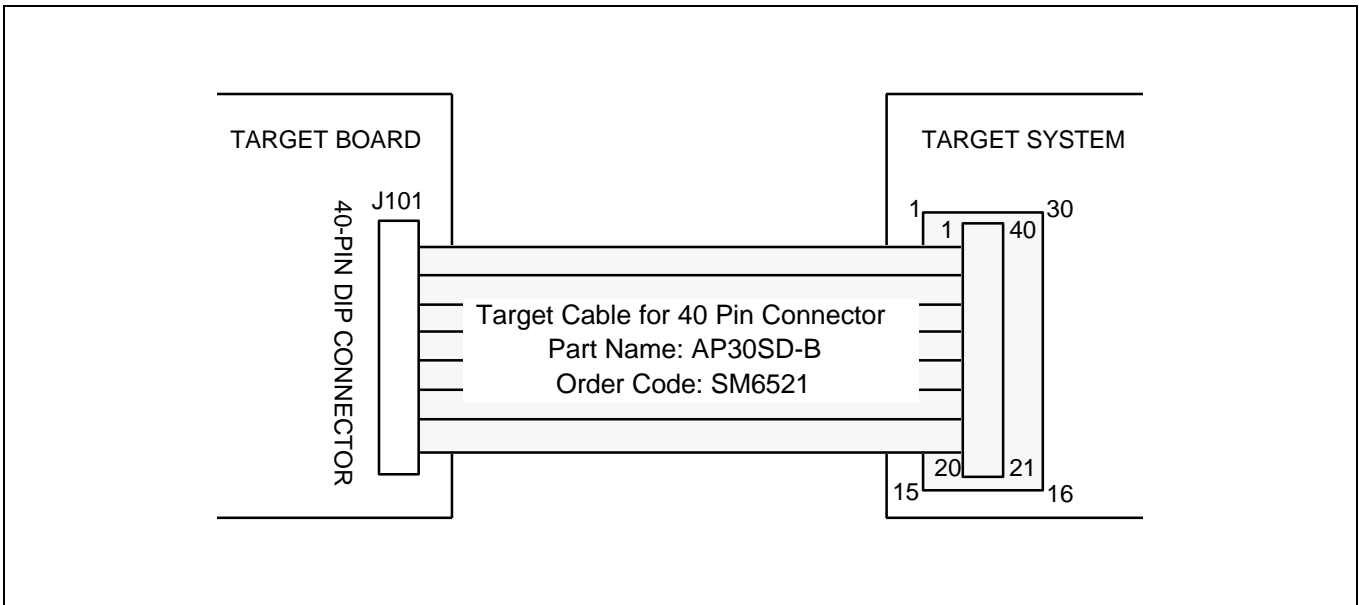 TARGET BOARD
J101
40-PIN DIP CONNECTOR
Target Cable for 40 Pin Connector
Part Name: AP30SD-B
Order Code: SM6521
TARGET SYSTEM
1
30
1
40
20
21
15
16